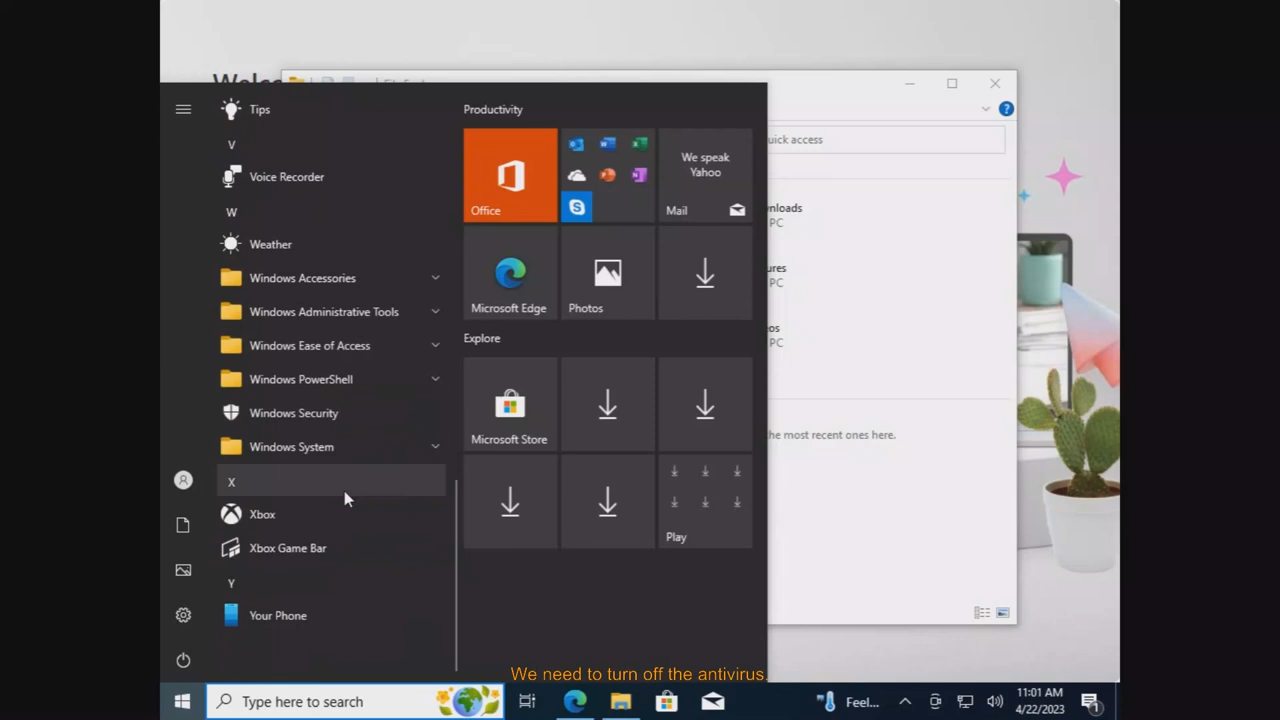 Welc
Tips
V
Voice Recorder
W
Weather
Windows Accessories
Windows Administrative Tools
Windows Ease of Access
Windows PowerShell
Windows Security
Windows System
X
Xbox
Xbox Game Bar
Y
Your Phone
Productivity
Office
We speak
Yahoo
Mail
Microsoft Edge
Photos
Explore
Microsoft Store
Play
uick access
nloads
PC
ures
PC
os
PC
he most recent ones here.
We need to turn off the antivirus.
Type here to search
Feel...
11:01 AM
4/22/2023
1